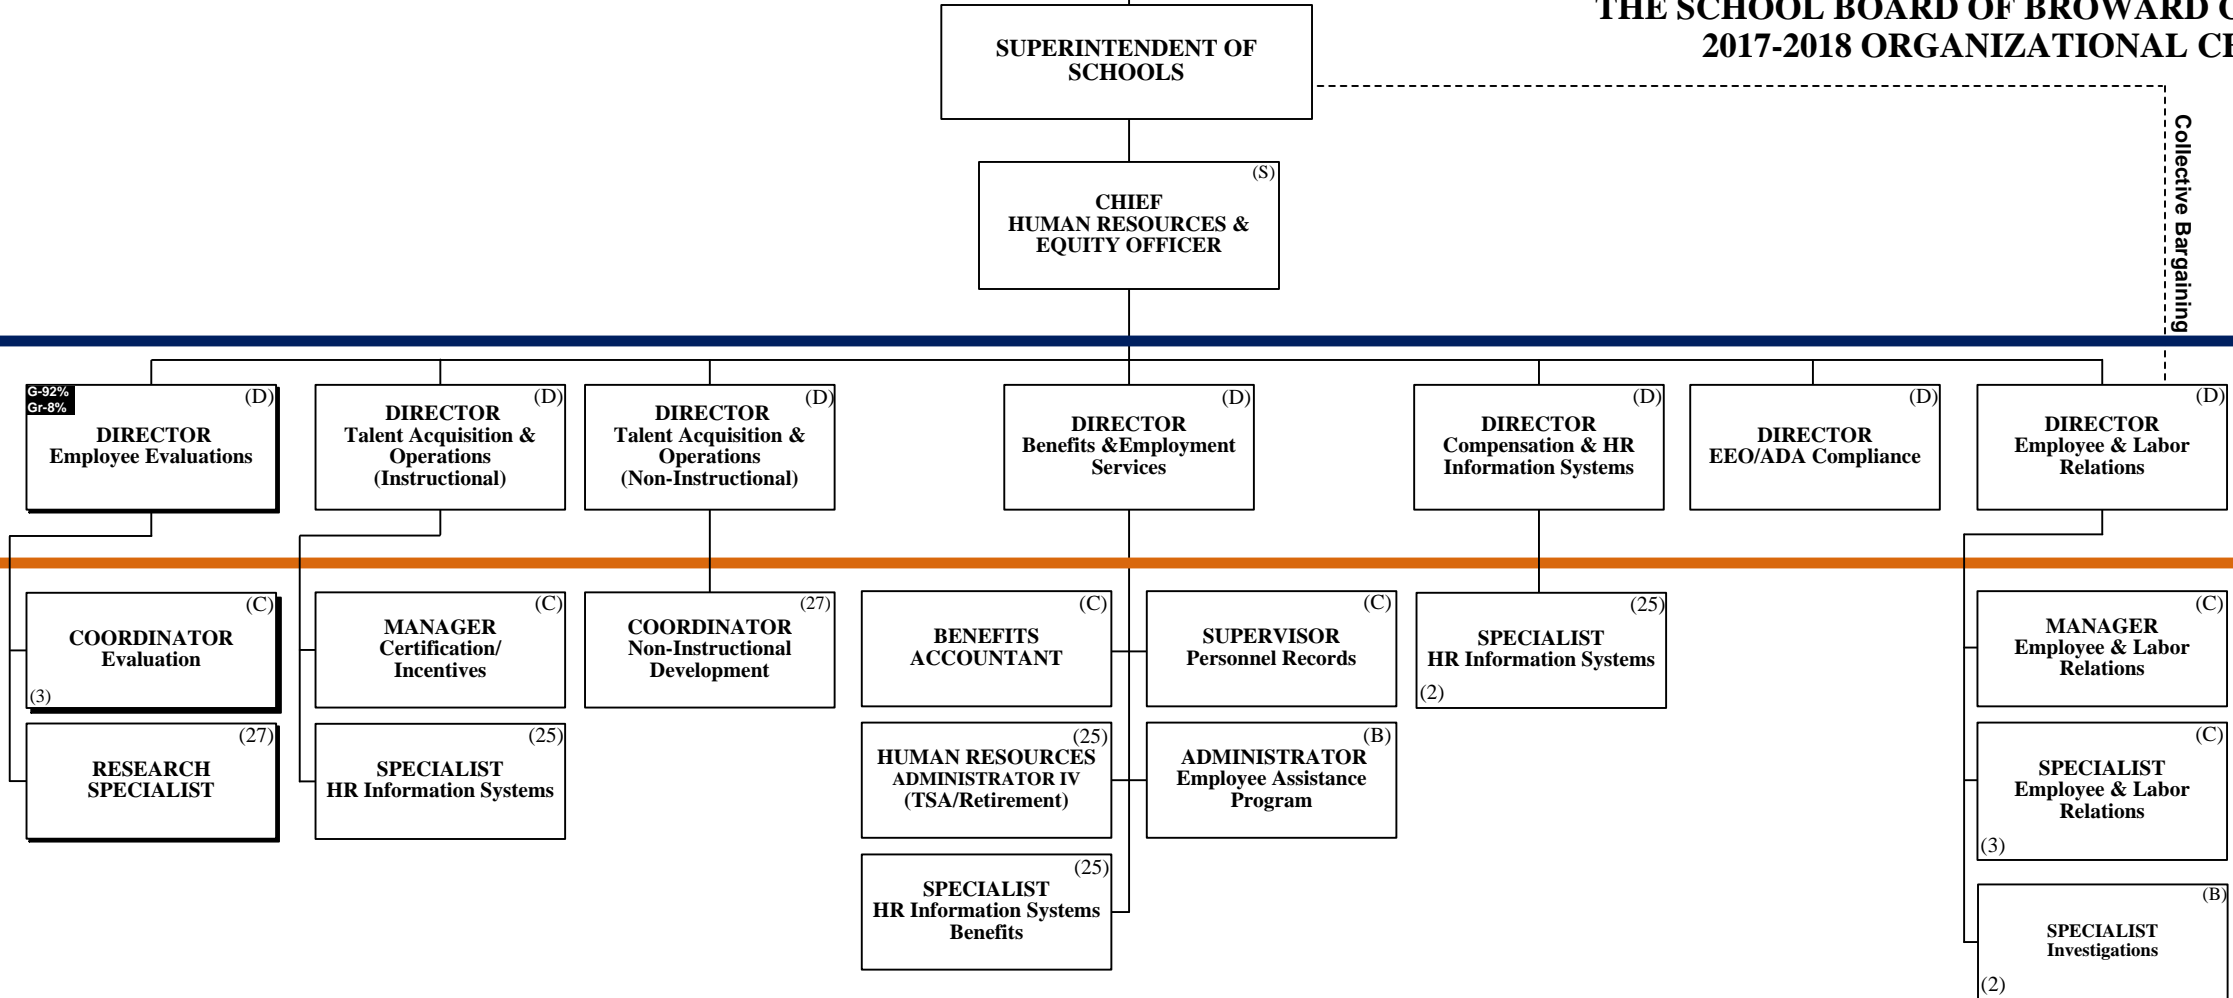 THE SCHOOL BOARD OF BROWARD
2017-2018 ORGANIZATIONAL
SUPERINTENDENT OF
SCHOOLS
Collective Bargaining
(S)
CHIEF
HUMAN RESOURCES &
EQUITY OFFICER
G-92%
Gr-8%
(D)
DIRECTOR
Employee Evaluations
(D)
DIRECTOR
Talent Acquisition &
Operations
(Instructional)
(D)
DIRECTOR
Talent Acquisition &
Operations
(Non-Instructional)
(D)
DIRECTOR
Benefits &Employment
Services
(D)
DIRECTOR
Compensation & HR
Information Systems
(D)
DIRECTOR
EEO/ADA Compliance
(D)
DIRECTOR
Employee & Labor
Relations
(C)
COORDINATOR
Evaluation
(3)
(C)
MANAGER
Certification/
Incentives
(27)
COORDINATOR
Non-Instructional
Development
(C)
BENEFITS
ACCOUNTANT
(C)
SUPERVISOR
Personnel Records
(25)
SPECIALIST
HR Information Systems
(2)
(C)
MANAGER
Employee & Labor
Relations
(27)
RESEARCH
SPECIALIST
(25)
SPECIALIST
HR Information Systems
(25)
HUMAN RESOURCES
ADMINISTRATOR IV
(TSA/Retirement)
(B)
ADMINISTRATOR
Employee Assistance
Program
(C)
SPECIALIST
Employee & Labor
Relations
(3)
(25)
SPECIALIST
HR Information Systems
Benefits
(B)
SPECIALIST
Investigations
(2)